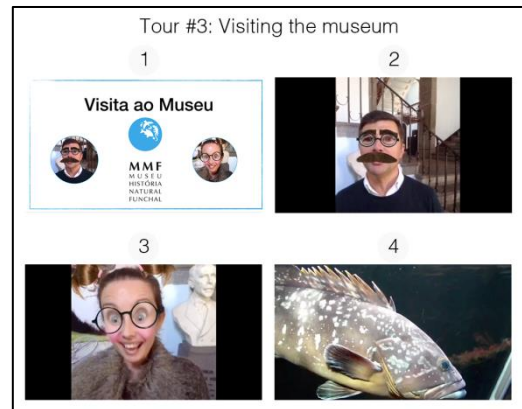 Tour #3: Visiting the museum
1
2
Visita ao Museu
MMF
MUSEU
HISTÓRIA
NATURAL
FUNCHAL
3
4